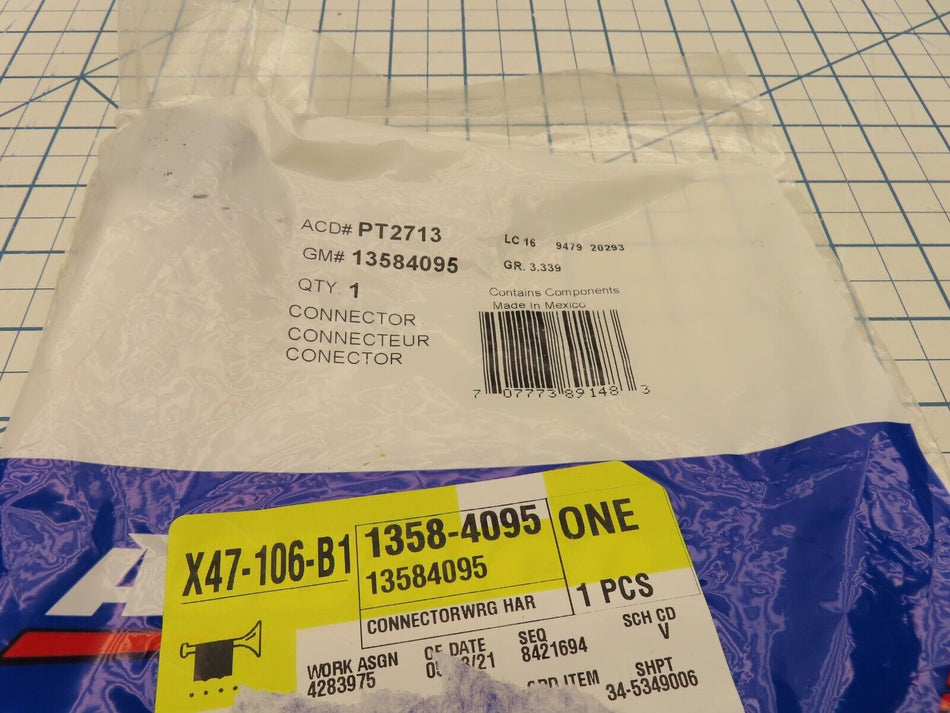 ACD# PT2713
GM# 13584095
QTY. 1
CONNECTOR
CONNECTEUR
CONECTOR
LC 16 9479 20293
GR. 3.339
Contains Components
Made in Mexico
7 07773 89148 3
X47-106-B1
1358-4095
13584095
CONNECTORWRG HAR
ONE
1 PCS
WORK ASGN
4283975
DATE
SEQ
8421694
SCH CD
V
ITEM
SHPT
34-5349006